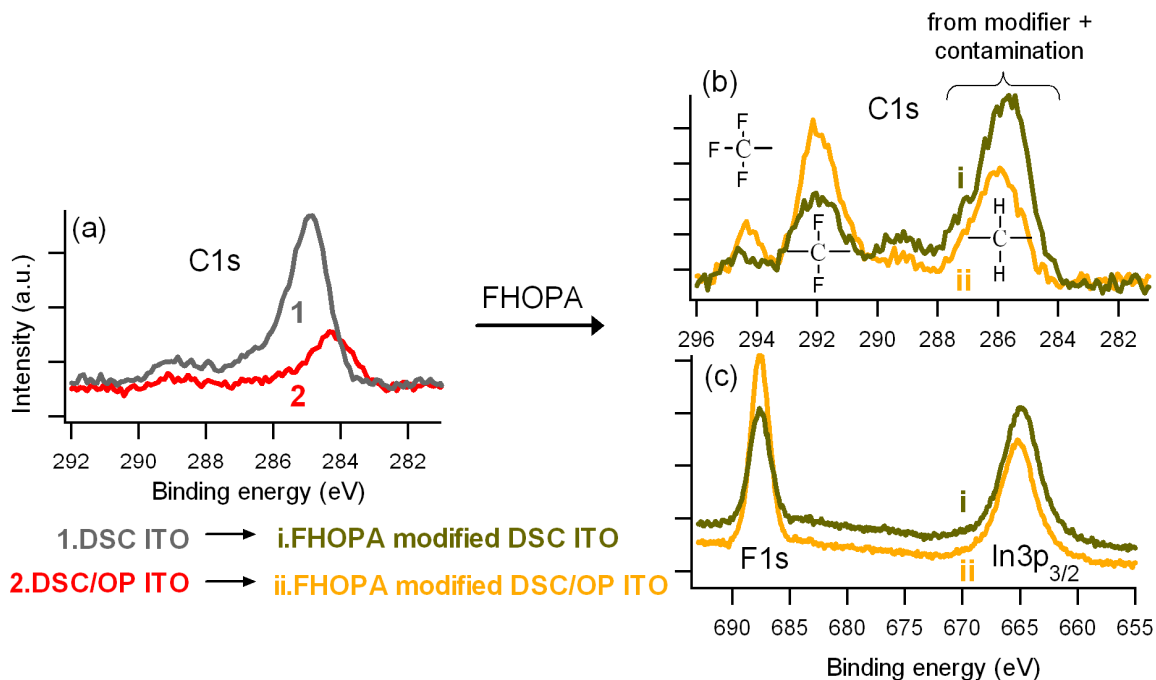 from modifier +
contamination
(b)
C1s
F
F C
F
i
H
C
H
F
C
F
ii
296 294 292 290 288 286 284 282
(a)
C1s
1
2
Intensity (a.u.)
292 290 288 286 284 282
Binding energy (eV)
FHOPA
(c)
i
ii
F1s
In3p3/2
690 685 680 675 670 665 660 655
Binding energy (eV)
1.DSC ITO i.FHOPA modified DSC ITO
2.DSC/OP ITO ii.FHOPA modified DSC/OP ITO